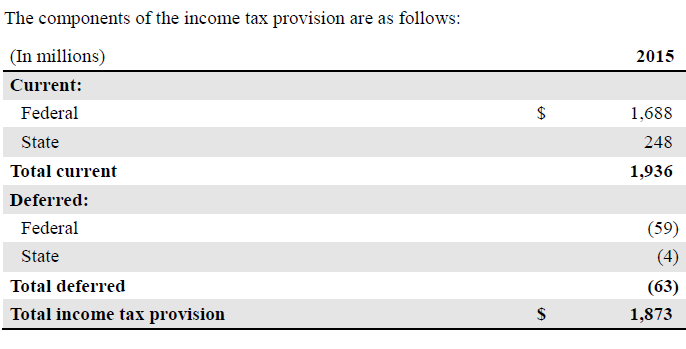 The components of the income tax provision are as follows:
(In millions) 2015
Current:
Federal $ 1,688
State 248
Total current 1,936
Deferred:
Federal (59)
State (4)
Total deferred (63)
Total income tax provision $ 1,873